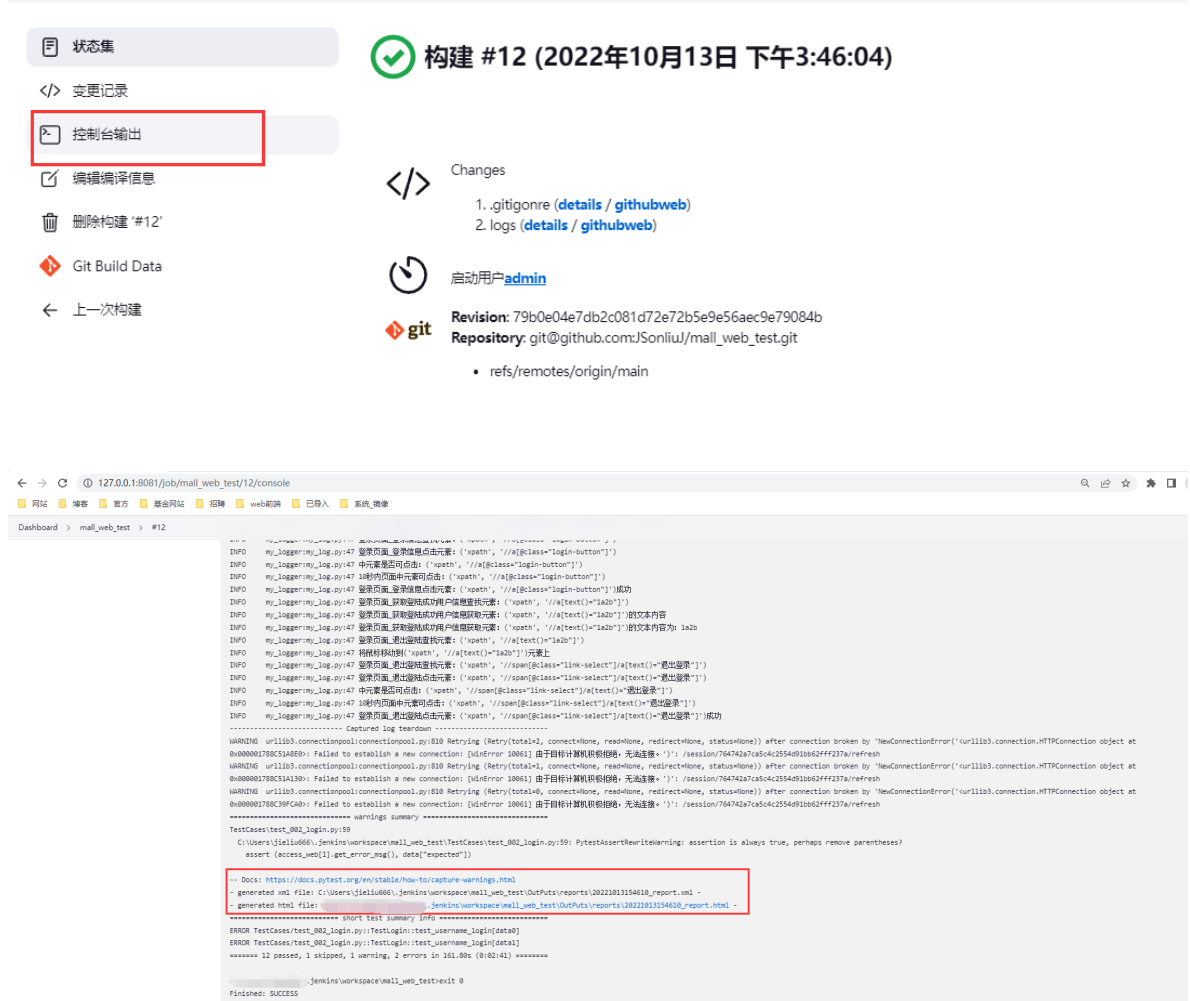 状态集
变更记录
控制台输出
编辑编译信息
删除构建 '#12'
Git Build Data
上一次构建
构建 #12 (2022年10月13日 下午3:46:04)
Changes
1. .gitigonre (details / githubweb)
2. logs (details / githubweb)
启动用户admin
git
Revision: 79b0e04e7db2c081d72e72b5e9e56aec9e79084b
Repository: git@github.com:JSonliuJ/mall_web_test.git
• refs/remotes/origin/main
127.0.0.1:8081/job/mall_web_test/12/console
网站 博客 官方 基金网站 招聘 web前端 已导入 系统_镜像
Dashboard > mall_web_test > #12
INFO my_logger:my_log.py:47 登录页面_登录信息点击元素: ('xpath', '//a[@class="login-button"]')
INFO my_logger:my_log.py:47 中元素是否可点击: ('xpath', '//a[@class="login-button"]')
INFO my_logger:my_log.py:47 10秒内页面中元素可点击: ('xpath', '//a[@class="login-button"]')
INFO my_logger:my_log.py:47 登录页面_登录信息点击元素: ('xpath', '//a[@class="login-button"]')成功
INFO my_logger:my_log.py:47 登录页面_获取登陆成功用户信息查找元素: ('xpath', '//a[text()="1a2b"]')
INFO my_logger:my_log.py:47 登录页面_获取登陆成功用户信息获取元素: ('xpath', '//a[text()="1a2b"]')的文本内容
INFO my_logger:my_log.py:47 登录页面_获取登陆成功用户信息获取元素: ('xpath', '//a[text()="1a2b"]')的文本内容为: 1a2b
INFO my_logger:my_log.py:47 登录页面_退出登陆查找元素: ('xpath', '//a[text()="1a2b"]')
INFO my_logger:my_log.py:47 将鼠标移动到('xpath', '//a[text()="1a2b"]')元素上
INFO my_logger:my_log.py:47 登录页面_退出登陆查找元素: ('xpath', '//span[@class="link-select"]/a[text()="退出登录"]')
INFO my_logger:my_log.py:47 登录页面_退出登陆点击元素: ('xpath', '//span[@class="link-select"]/a[text()="退出登录"]')
INFO my_logger:my_log.py:47 中元素是否可点击: ('xpath', '//span[@class="link-select"]/a[text()="退出登录"]')
INFO my_logger:my_log.py:47 10秒内页面中元素可点击: ('xpath', '//span[@class="link-select"]/a[text()="退出登录"]')
INFO my_logger:my_log.py:47 登录页面_退出登陆点击元素: ('xpath', '//span[@class="link-select"]/a[text()="退出登录"]')成功
---------------------------- Captured log teardown ----------------------------
WARNING urllib3.connectionpool:connectionpool.py:810 Retrying (Retry(total=2, connect=None, read=None, redirect=None, status=None)) after connection broken by 'NewConnectionError('<urllib3.connection.HTTPConnection object at
0x000001788C51A8E0>: Failed to establish a new connection: [WinError 10061] 由于目标计算机积极拒绝，无法连接。')': /session/764742a7ca5c4c2554d91bb62fff237a/refresh
WARNING urllib3.connectionpool:connectionpool.py:810 Retrying (Retry(total=1, connect=None, read=None, redirect=None, status=None)) after connection broken by 'NewConnectionError('<urllib3.connection.HTTPConnection object at
0x000001788C51A130>: Failed to establish a new connection: [WinError 10061] 由于目标计算机积极拒绝，无法连接。')': /session/764742a7ca5c4c2554d91bb62fff237a/refresh
WARNING urllib3.connectionpool:connectionpool.py:810 Retrying (Retry(total=0, connect=None, read=None, redirect=None, status=None)) after connection broken by 'NewConnectionError('<urllib3.connection.HTTPConnection object at
0x000001788C39FCA0>: Failed to establish a new connection: [WinError 10061] 由于目标计算机积极拒绝，无法连接。')': /session/764742a7ca5c4c2554d91bb62fff237a/refresh
============================== warnings summary ===============================
TestCases\test_002_login.py:59
C:\Users\jieliu666\.jenkins\workspace\mall_web_test\TestCases\test_002_login.py:59: PytestAssertRewriteWarning: assertion is always true, perhaps remove parentheses?
assert (access_web[1].get_error_msg(), data["expected"])
-- Docs: https://docs.pytest.org/en/stable/how-to/capture-warnings.html
- generated xml file: C:\Users\jieliu666\.jenkins\workspace\mall_web_test\OutPuts\reports\20221013154610_report.xml -
- generated html file: .jenkins\workspace\mall_web_test\OutPuts\reports\20221013154610_report.html -
=========================== short test summary info ===========================
ERROR TestCases/test_002_login.py::TestLogin::test_username_login[data0]
ERROR TestCases/test_002_login.py::TestLogin::test_username_login[data1]
======= 12 passed, 1 skipped, 1 warning, 2 errors in 161.80s (0:02:41) ========
.jenkins\workspace\mall_web_test>exit 0
Finished: SUCCESS